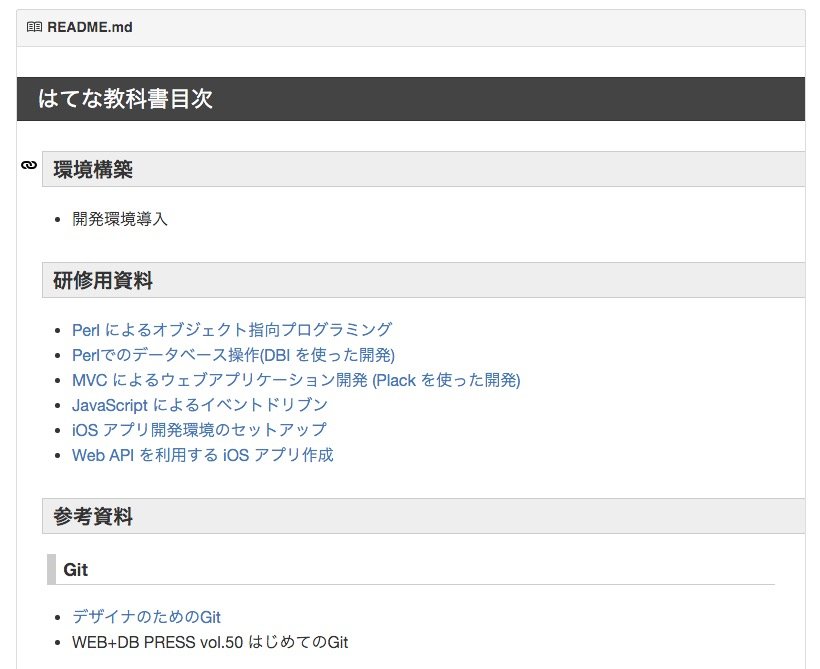 README.md
はてな教科書目次
環境構築
開発環境導入
研修用資料
Perl によるオブジェクト指向プログラミング
Perlでのデータベース操作(DBI を使った開発)
MVC によるウェブアプリケーション開発 (Plack を使った開発)
JavaScript によるイベントドリブン
iOS アプリ開発環境のセットアップ
Web API を利用する iOS アプリ作成
参考資料
Git
デザイナのためのGit
WEB+DB PRESS vol.50 はじめてのGit